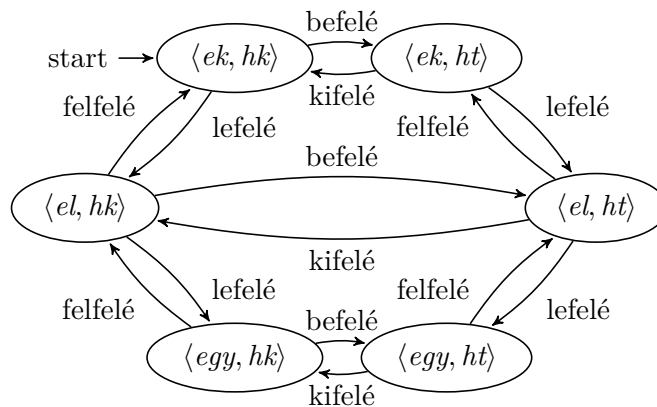 befelé
start ⟨ek, hk⟩ ⟨ek, ht⟩
kifelé
felfelé lefelé felfelé lefelé
befelé
⟨el, hk⟩ ⟨el, ht⟩
kifelé
felfelé lefelé felfelé lefelé
befelé
⟨egy, hk⟩ ⟨egy, ht⟩
kifelé